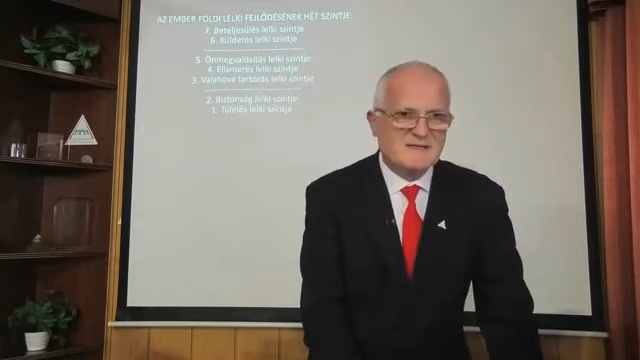 AZ EMBER FÖLDI LELKI FEJLŐDÉSÉNEK HÉT SZINTJE:
7. Beteljesülés lelki szintje
6. Küldetés lelki szintje
5. Önmegvalósítás lelki szintje
4. Elismerés lelki szintje
3. Valahova tartozás lelki szintje
2. Biztonság lelki szintje
1. Túlélés lelki szintje